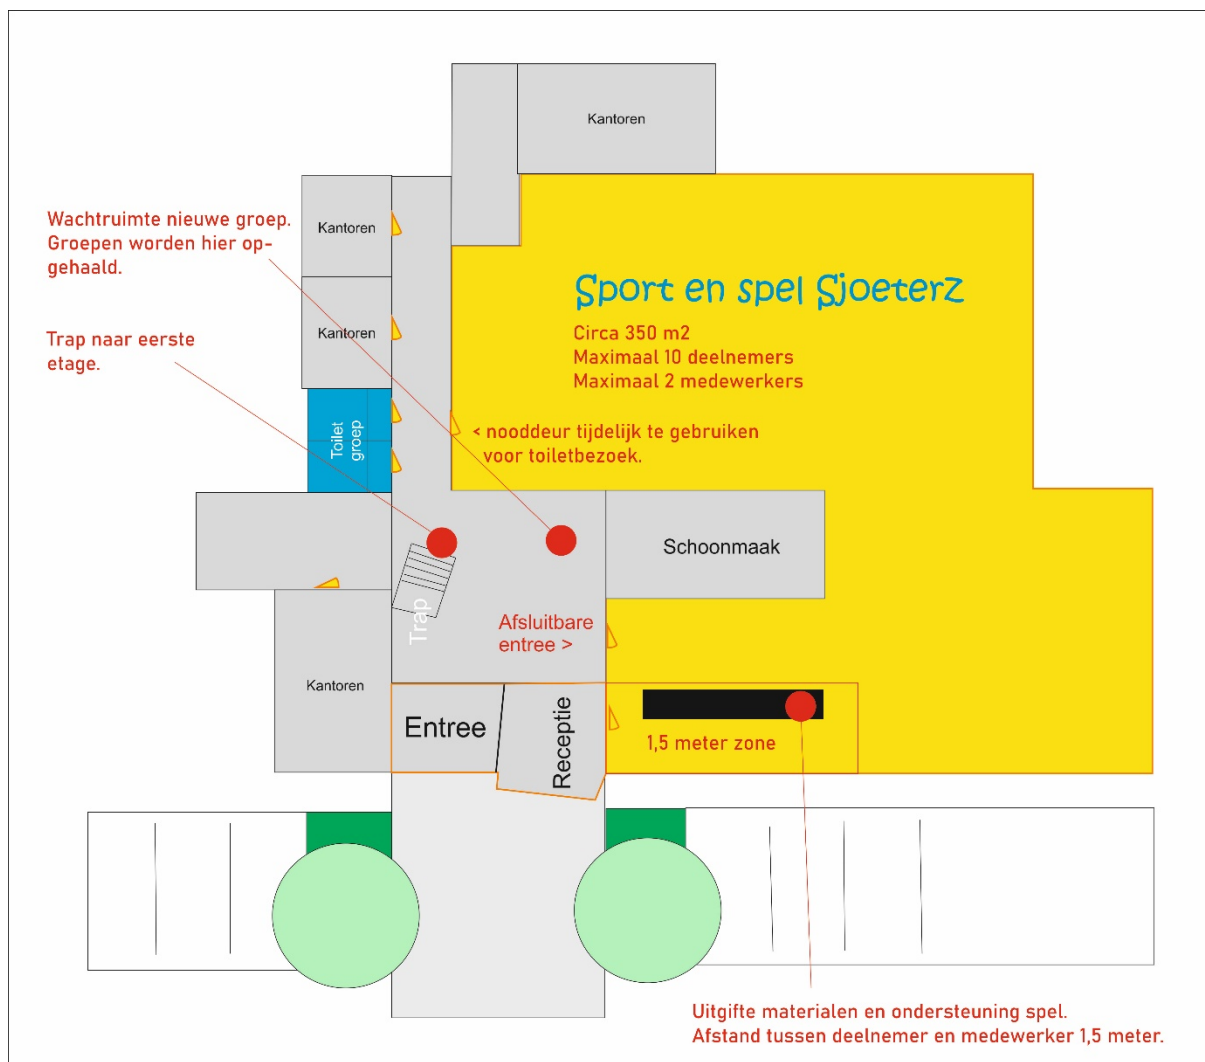 Kantoren
Wachtruimte nieuwe groep.
Groepen worden hier op-
gehaald.
Kantoren
Sport en spel Sjoeterz
Circa 350 m2
Maximaal 10 deelnemers
Maximaal 2 medewerkers
Trap naar eerste
etage.
Kantoren
Toilet
groep
< nooddeur tijdelijk te gebruiken
voor toiletbezoek.
Schoonmaak
Trap
Afsluitbare
entree >
Kantoren
Entree
Receptie
1,5 meter zone
Uitgifte materialen en ondersteuning spel.
Afstand tussen deelnemer en medewerker 1,5 meter.